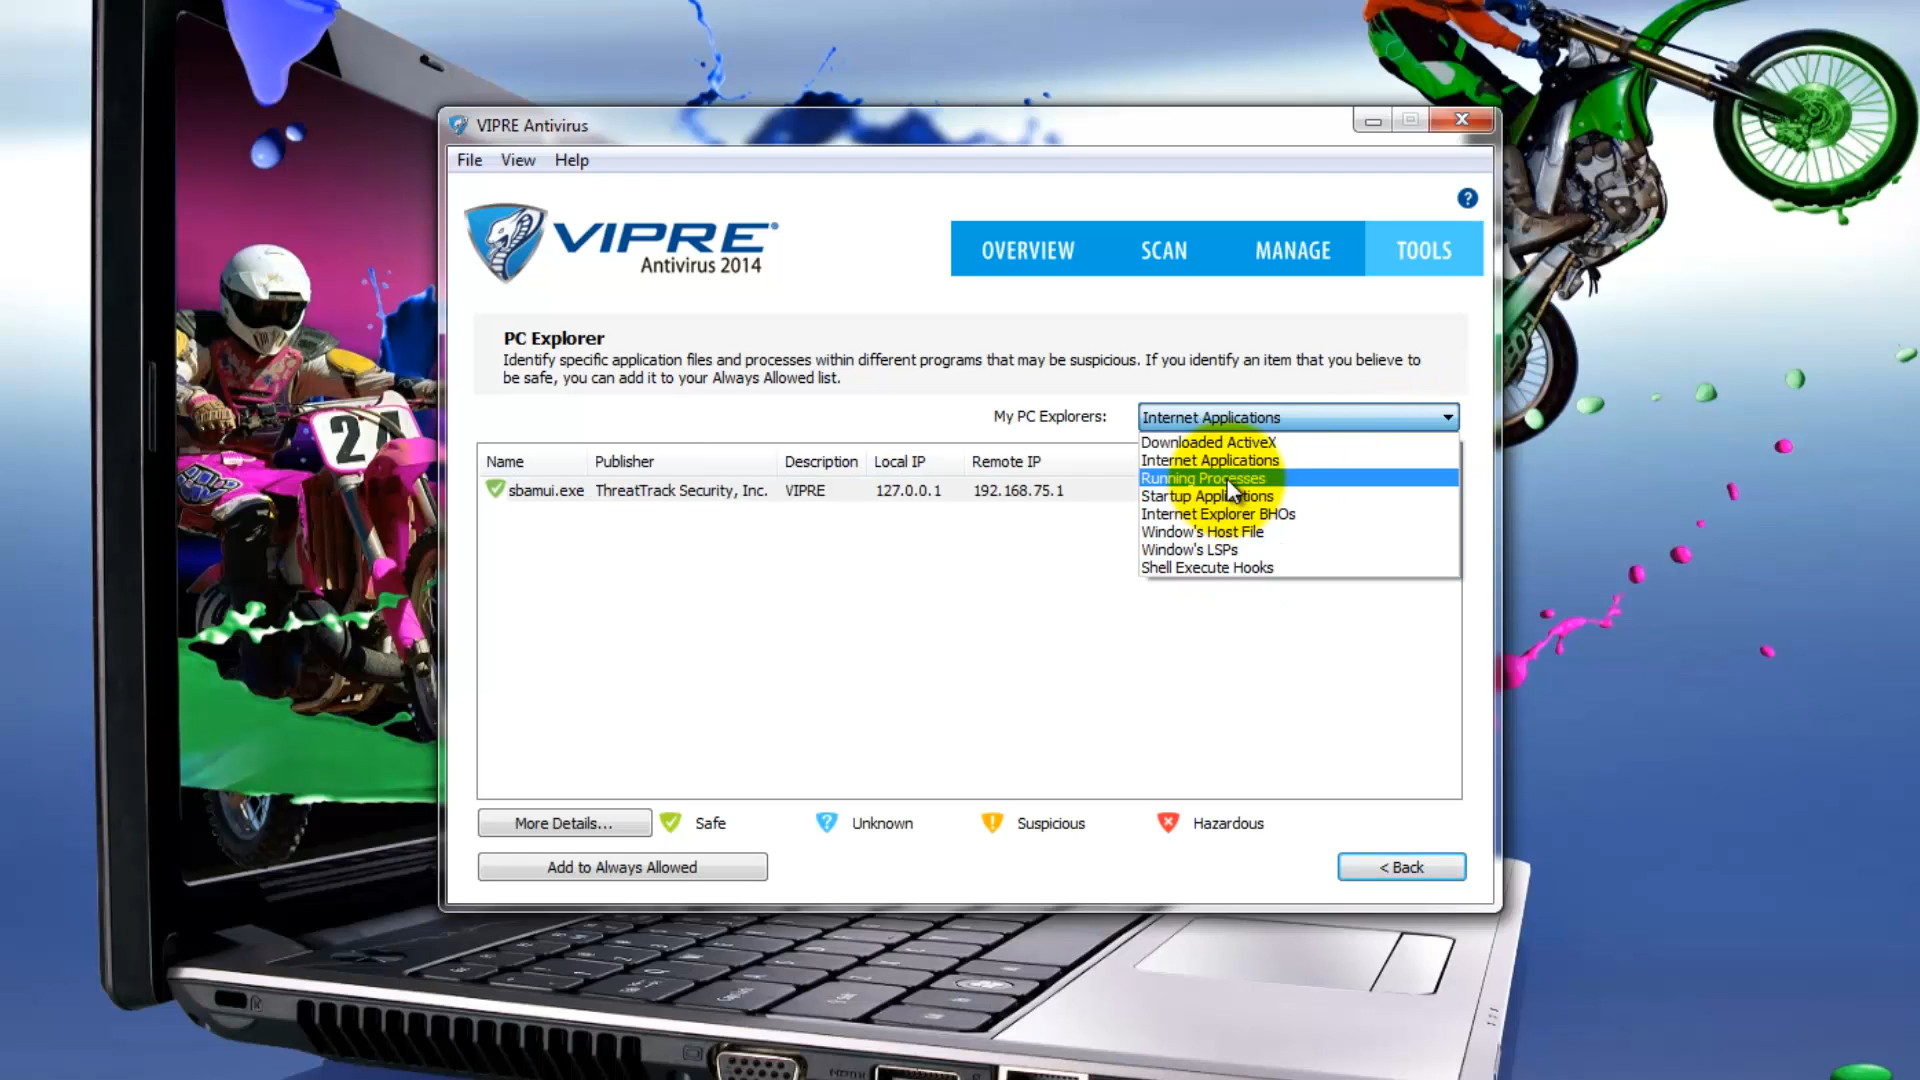 VIPRE Antivirus
File View Help
VIPRE®
Antivirus 2014
?
OVERVIEW SCAN MANAGE TOOLS
PC Explorer
Identify specific application files and processes within different programs that may be suspicious. If you identify an item that you believe to
be safe, you can add it to your Always Allowed list.
My PC Explorers: Internet Applications
Downloaded ActiveX
Internet Applications
Running Processes
Startup Applications
Internet Explorer BHOs
Window's Host File
Window's LSPs
Shell Execute Hooks
Name Publisher Description Local IP Remote IP
sbamui.exe ThreatTrack Security, Inc. VIPRE 127.0.0.1 192.168.75.1
More Details... Safe Unknown Suspicious Hazardous
Add to Always Allowed < Back
24